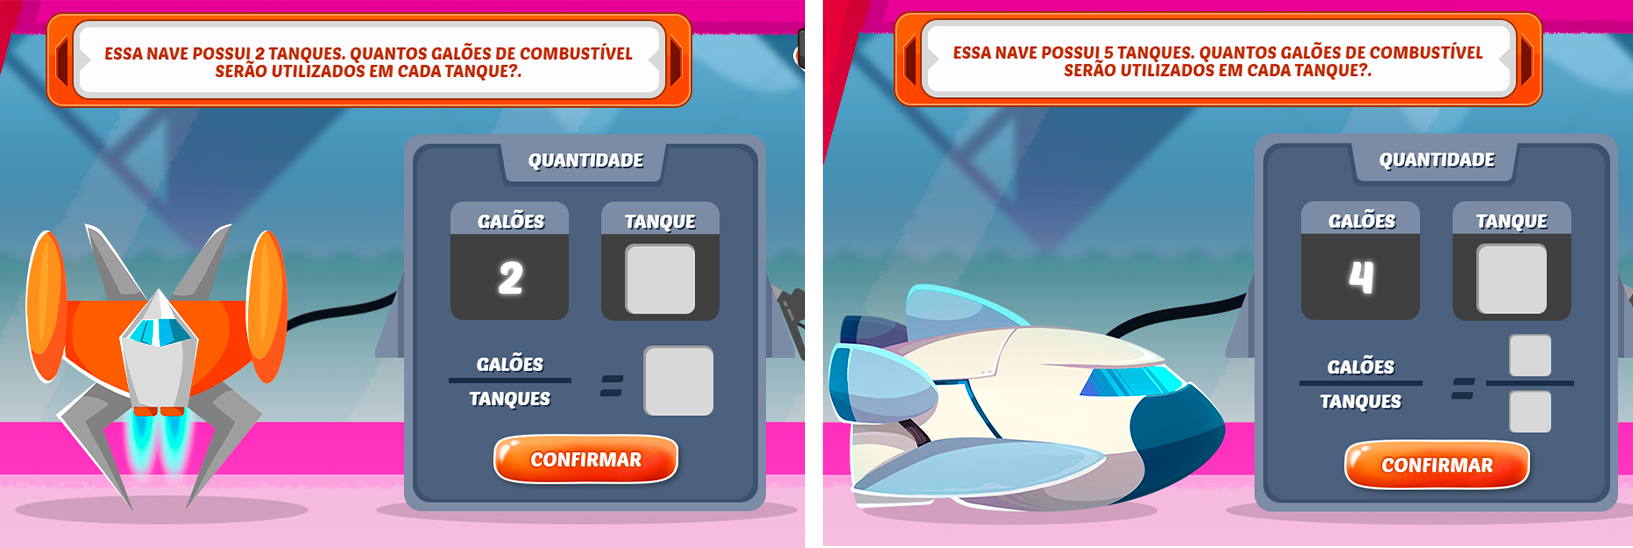 ESSA NAVE POSSUI 2 TANQUES. QUANTOS GALÕES DE COMBUSTÍVEL
SERÃO UTILIZADOS EM CADA TANQUE?.
QUANTIDADE
GALÕES
TANQUE
2
GALÕES
TANQUES
=
CONFIRMAR
ESSA NAVE POSSUI 5 TANQUES. QUANTOS GALÕES DE COMBUSTÍVEL
SERÃO UTILIZADOS EM CADA TANQUE?.
QUANTIDADE
GALÕES
TANQUE
4
GALÕES
TANQUES
=
CONFIRMAR